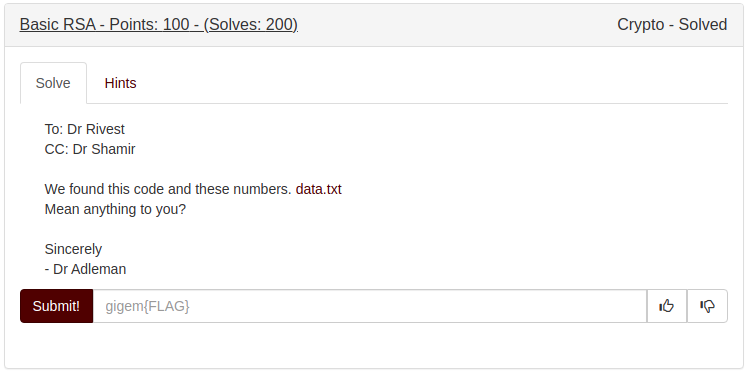 Basic RSA - Points: 100 - (Solves: 200) Crypto - Solved
Solve Hints
To: Dr Rivest
CC: Dr Shamir
We found this code and these numbers. data.txt
Mean anything to you?
Sincerely
- Dr Adleman
Submit! gigem{FLAG}